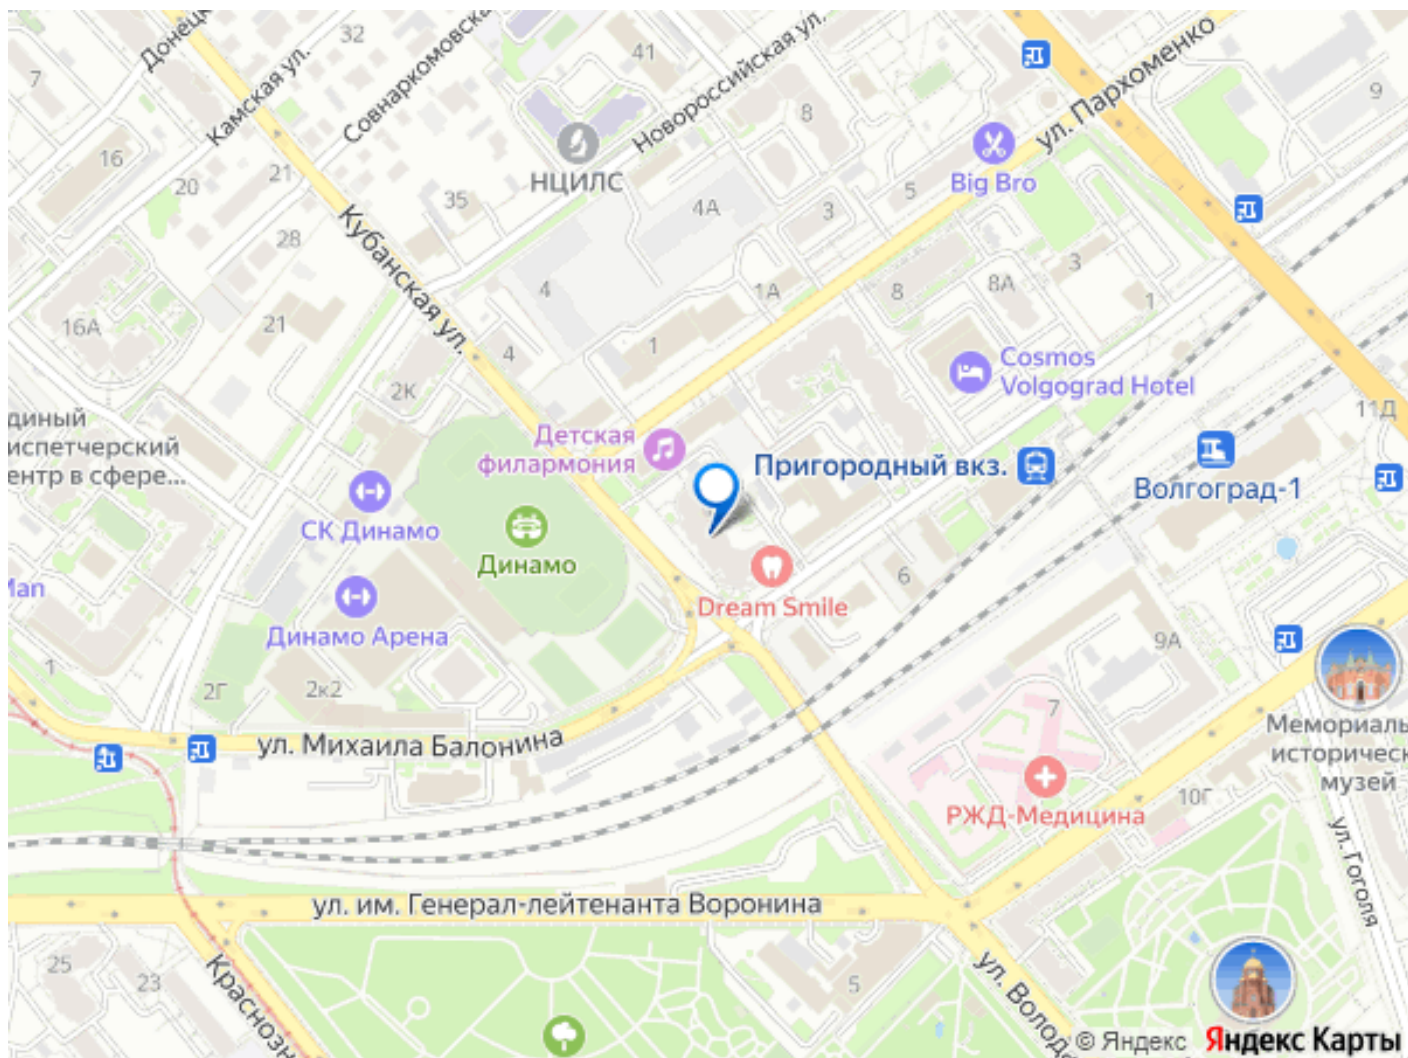 Донецк
32
Совнаркомовска
41
Новороссийская ул.
7
Камская ул.
8
ул. Пархоменко
9
16
НЦИЛС
Big Bro
20
21
35
4А
3
5
28
Кубанская ул.
4
1А
8
8А
3
1
16А
21
4
1
2К
Cosmos
Volgograd Hotel
диный
испетчерский
ентр в сфере...
Детская
филармония
11Д
Пригородный вкз.
Волгоград-1
СК Динамо
Динамо
Man
Dream Smile
6
Динамо Арена
1
2Г
2к2
9А
7
ул. Михаила Балонина
Мемориаль
историческ
музей
РЖД-Медицина
10Г
ул. Гоголя
ул. им. Генерал-лейтенанта Воронина
25
23
Краснозн
5
ул. Волода
© Яндекс
Яндекс Карты